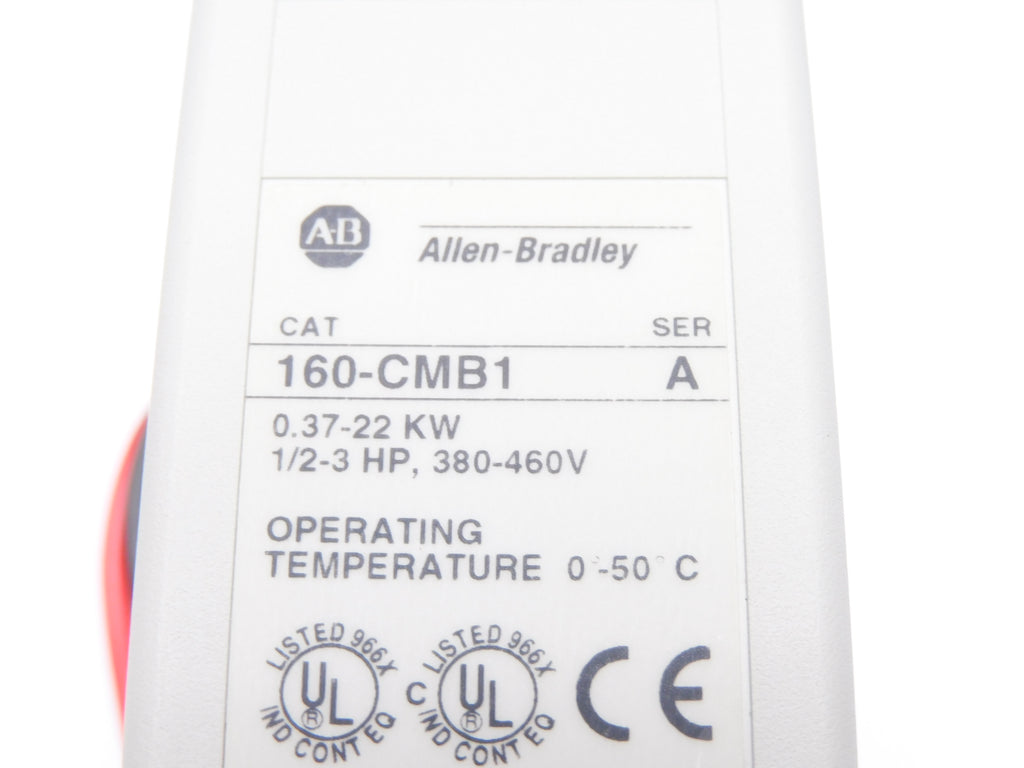 A-B
Allen-Bradley
CAT SER
160-CMB1 A
0.37-22 KW
1/2-3 HP, 380-460V
OPERATING
TEMPERATURE 0°-50°C
LISTED 966X
UL
®
IND CONT EQ
LISTED 966X
C UL
®
IND CONT EQ
CE